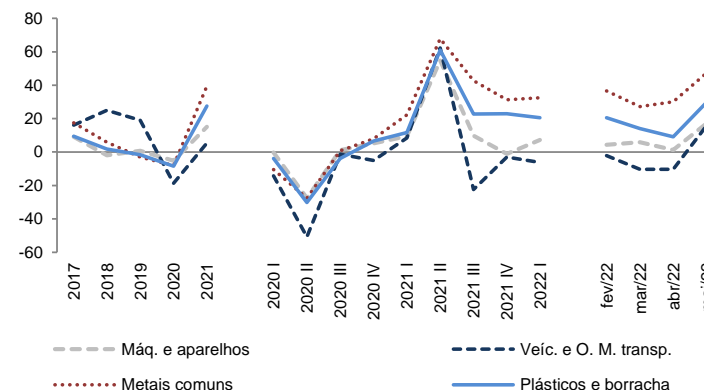 80
60
40
20
0
-20
-40
-60
2017
2018
2019
2020
2021
2020 I
2020 II
2020 III
2020 IV
2021 I
2021 II
2021 III
2021 IV
2022 I
fev/22
mar/22
abr/22
Máq. e aparelhos
Veíc. e O. M. transp.
Metais comuns
Plásticos e borracha